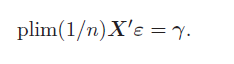 plim(1/n)X′ε = γ.